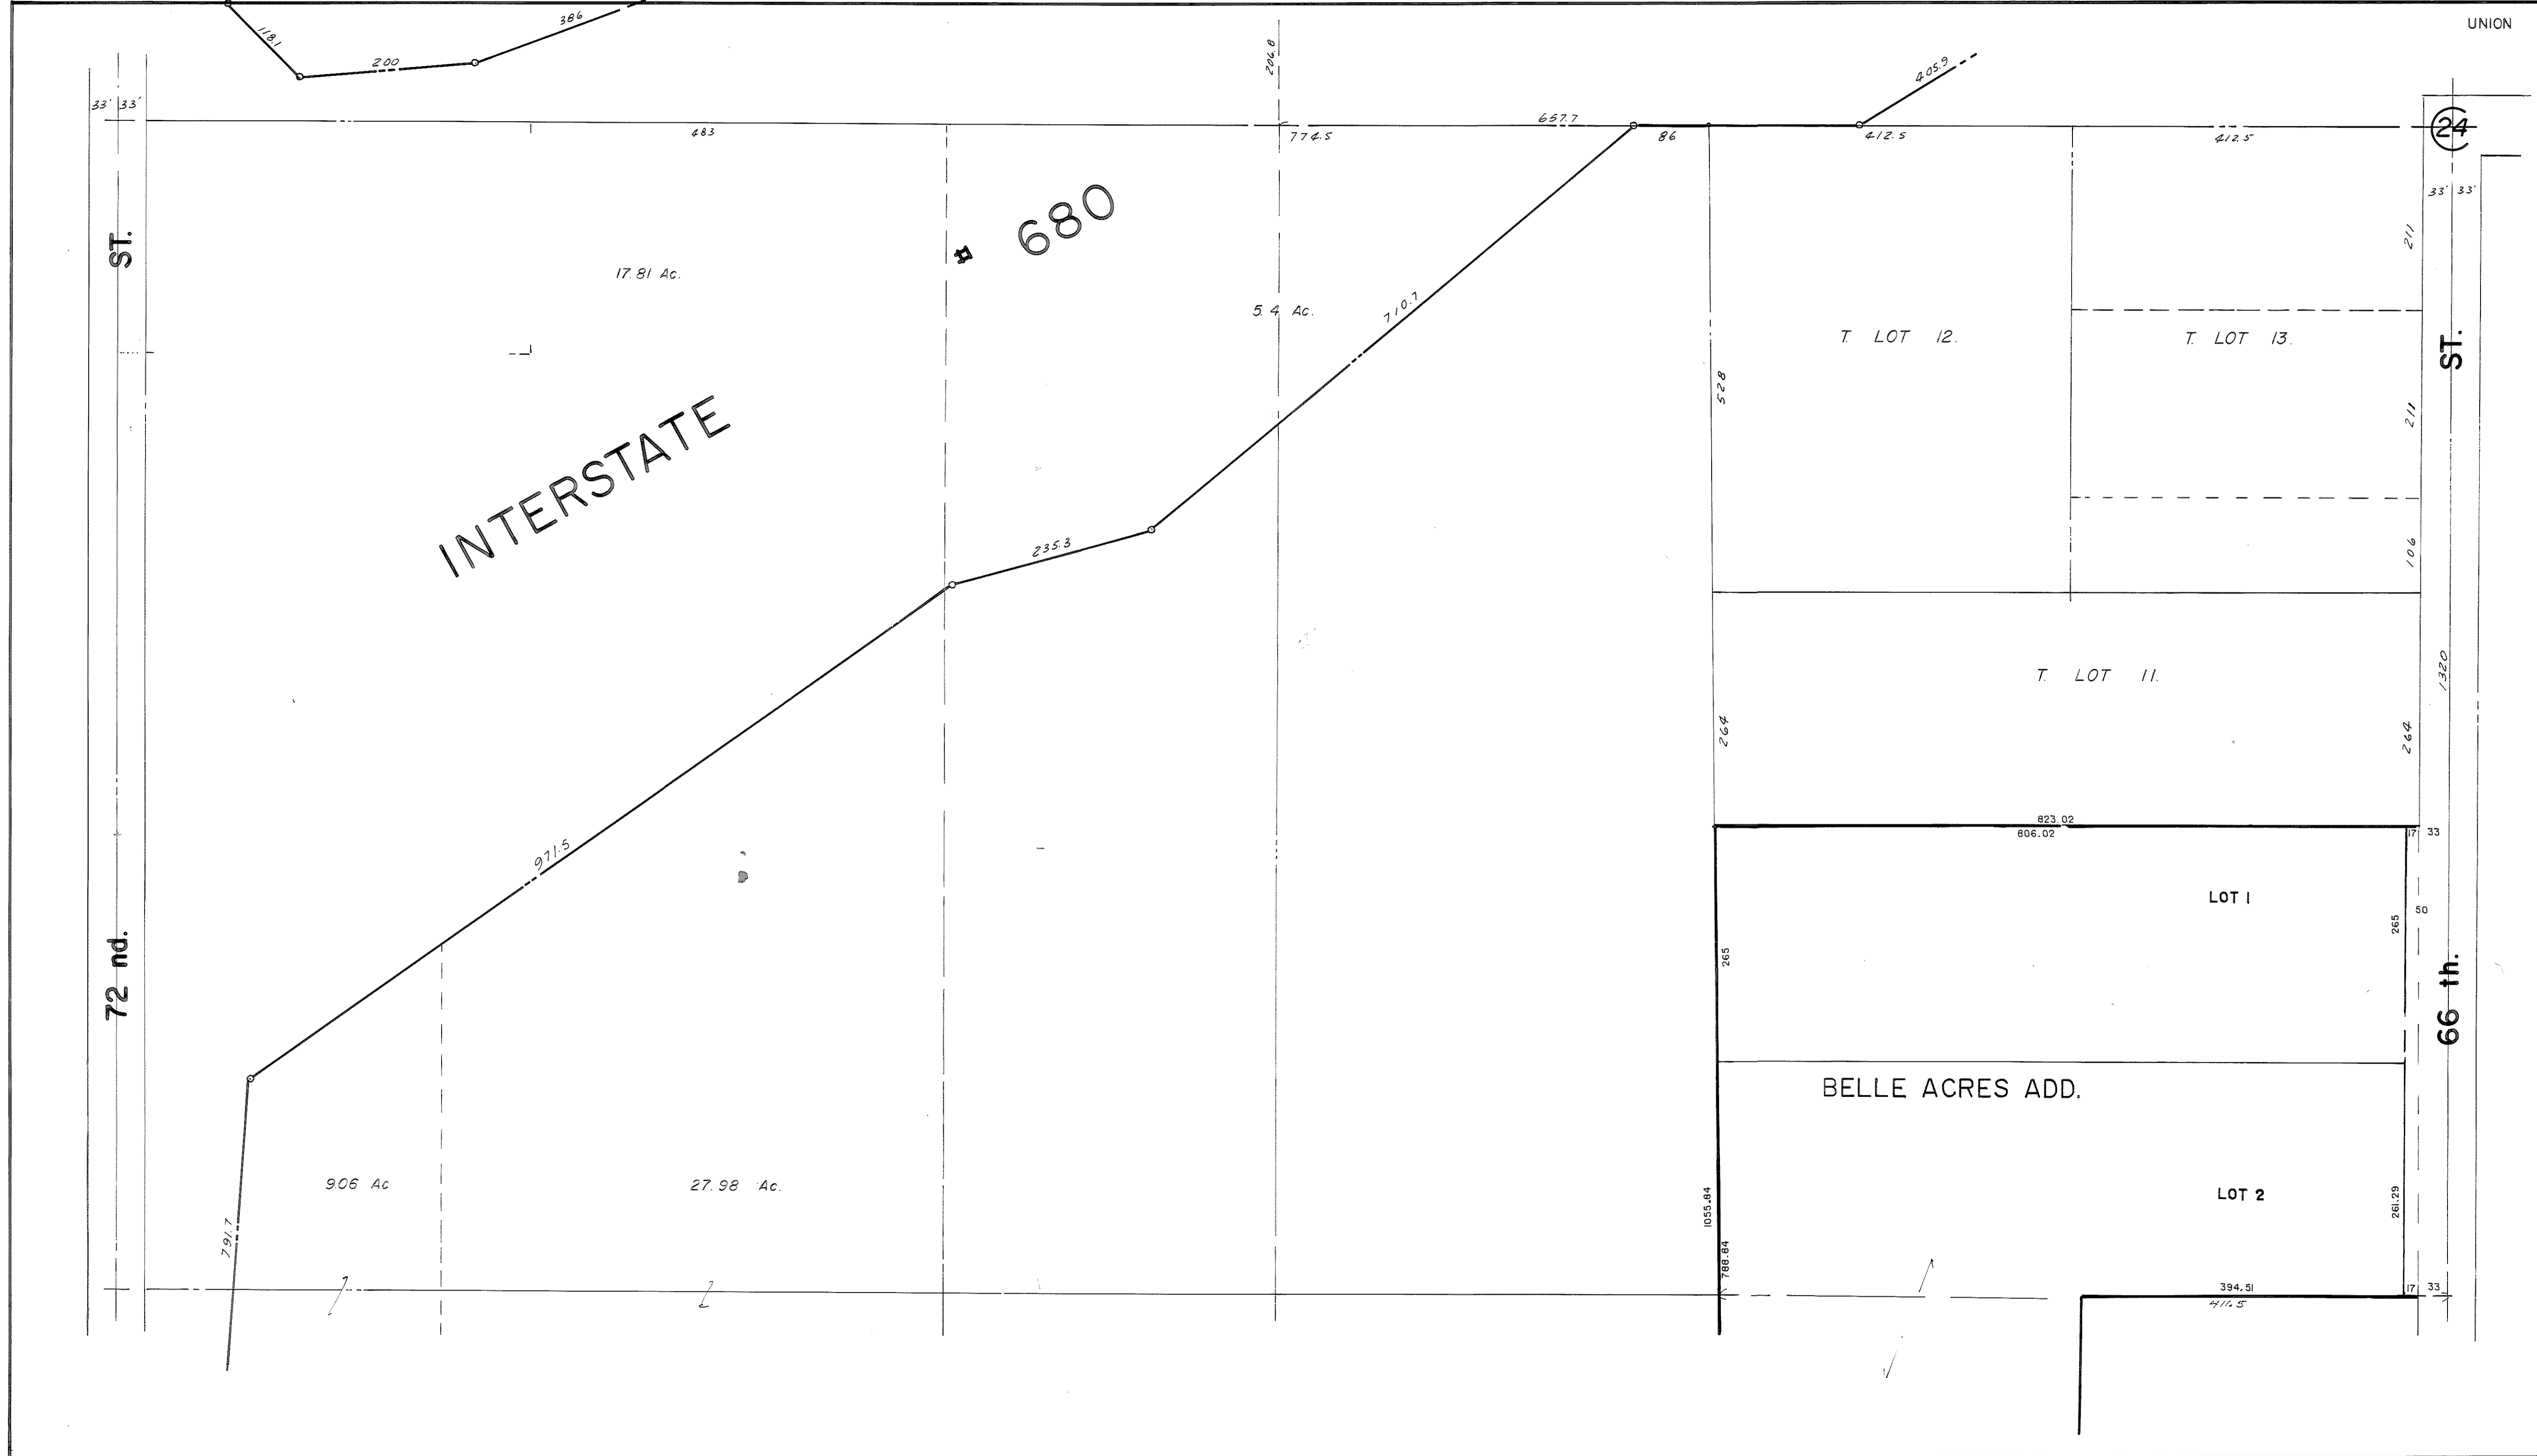 UNION
118.1
200
386
206.8
405.9
33' 33'
483
774.5
657.7
86
412.5
412.5
24
33' 33'
ST.
# 680
17.81 Ac.
5.4 Ac.
710.7
211
T. LOT 12.
T. LOT 13.
ST.
528
211
INTERSTATE
235.3
106
T. LOT 11.
1320
264
264
823.02
806.02
17 33
971.5
LOT 1
50
265
265
72 nd.
66 th.
BELLE ACRES ADD.
9.06 Ac
27.98 Ac.
LOT 2
261.29
1055.84
791.7
788.84
394.51
17 33
411.5